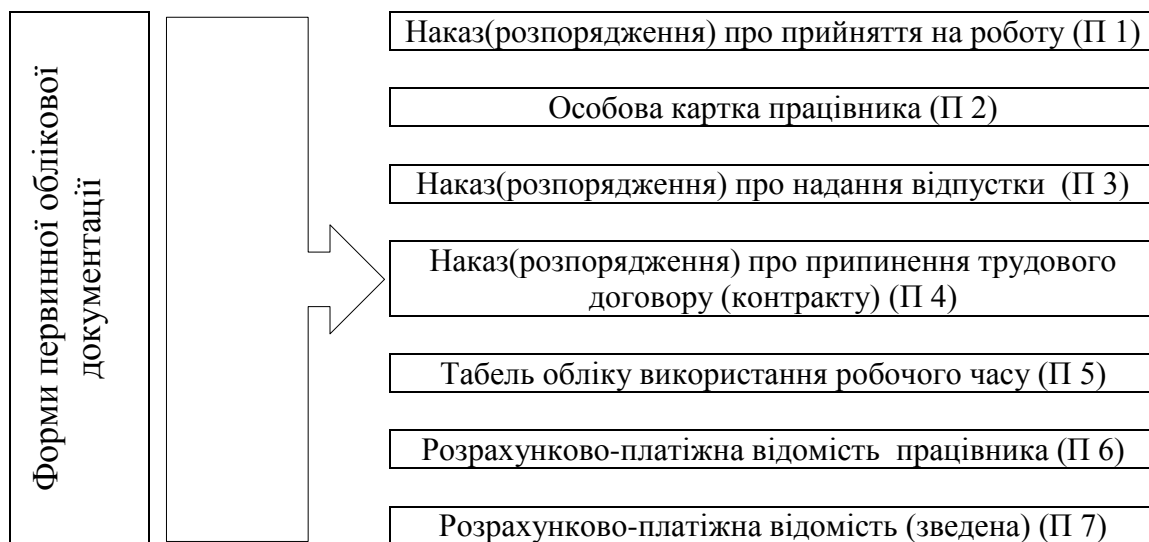 Форми первинної облікової
документації
Наказ(розпорядження) про прийняття на роботу (П 1)
Особова картка працівника (П 2)
Наказ(розпорядження) про надання відпустки (П 3)
Наказ(розпорядження) про припинення трудового
договору (контракту) (П 4)
Табель обліку використання робочого часу (П 5)
Розрахунково-платіжна відомість працівника (П 6)
Розрахунково-платіжна відомість (зведена) (П 7)